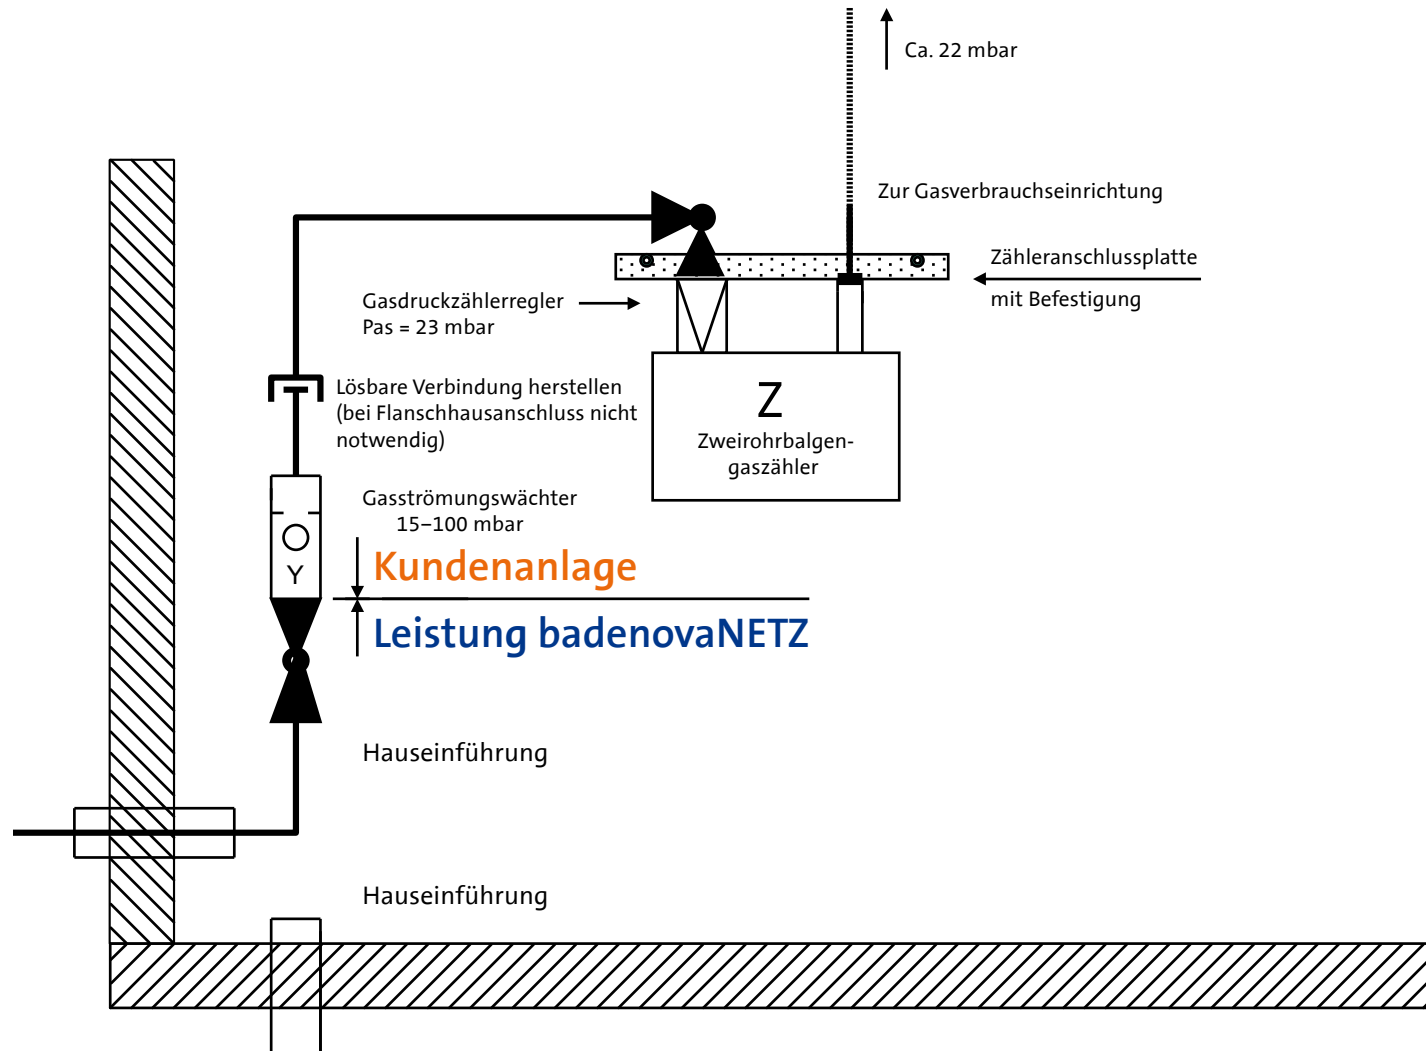 Ca. 22 mbar
Zur Gasverbrauchseinrichtung
Zähleranschlussplatte
mit Befestigung
Gasdruckzählerregler
Pas = 23 mbar
Lösbare Verbindung herstellen
(bei Flanschhausanschluss nicht
notwendig)
Z
Zweirohrbalgen-
gaszähler
Gasströmungswächter
15–100 mbar
Y
Kundenanlage
Leistung badenovaNETZ
Hauseinführung
Hauseinführung